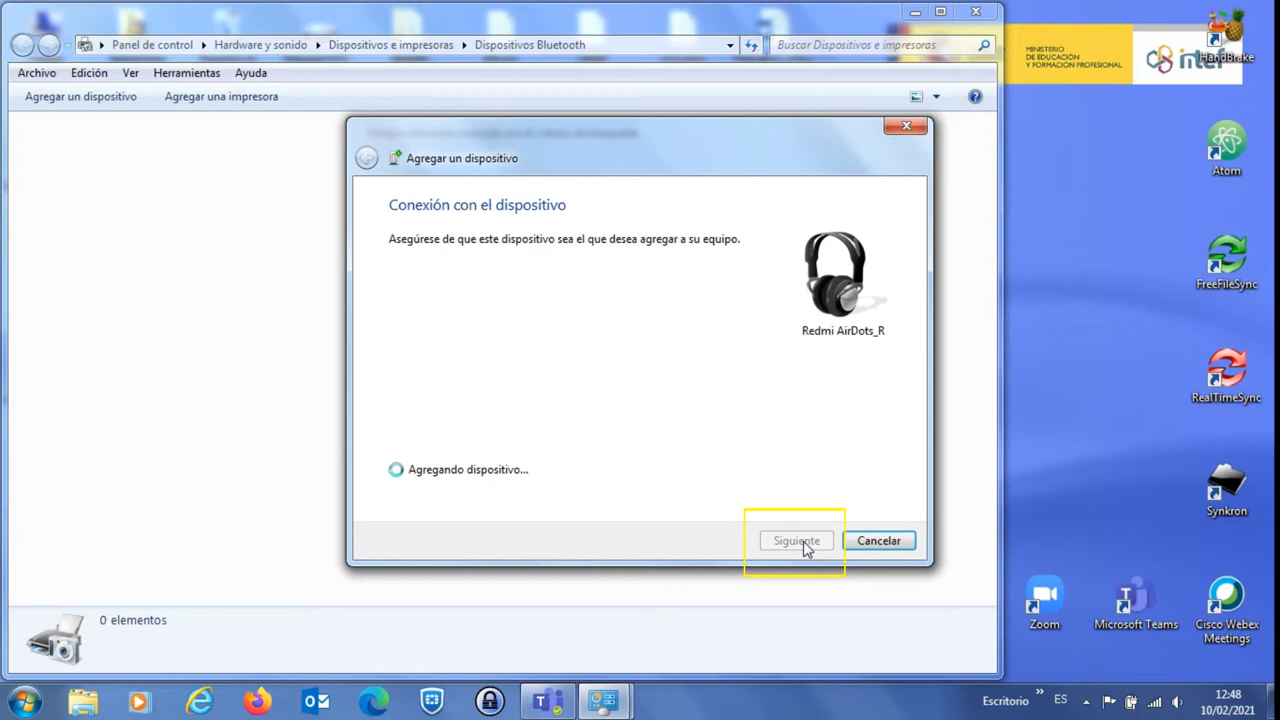 Panel de control
Hardware y sonido
Dispositivos e impresoras
Dispositivos Bluetooth
Buscar Dispositivos e impresoras
Archivo Edición Ver Herramientas Ayuda
Agregar un dispositivo Agregar una impresora
Agregar un dispositivo
Conexión con el dispositivo
Asegúrese de que este dispositivo sea el que desea agregar a su equipo.
Redmi AirDots_R
Agregando dispositivo...
Siguiente Cancelar
0 elementos
MINISTERIO
DE EDUCACIÓN
Y FORMACIÓN PROFESIONAL
intef
HandBrake
Atom
FreeFileSync
RealTimeSync
Synkron
Zoom
Microsoft Teams
Cisco Webex
Meetings
Escritorio
ES
12:48
10/02/2021